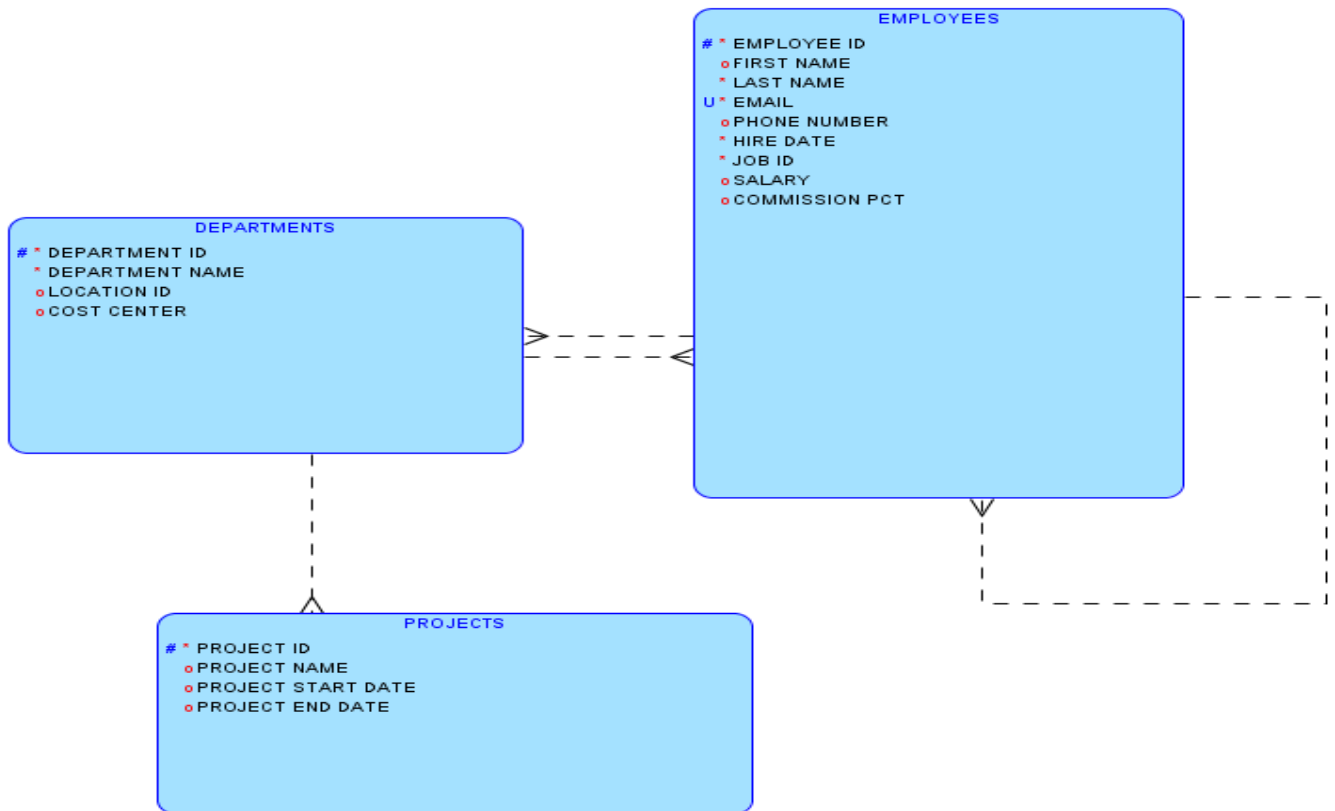 EMPLOYEES
# * EMPLOYEE ID
o FIRST NAME
* LAST NAME
U * EMAIL
o PHONE NUMBER
* HIRE DATE
* JOB ID
o SALARY
o COMMISSION PCT
DEPARTMENTS
# * DEPARTMENT ID
* DEPARTMENT NAME
o LOCATION ID
o COST CENTER
PROJECTS
# * PROJECT ID
o PROJECT NAME
o PROJECT START DATE
o PROJECT END DATE